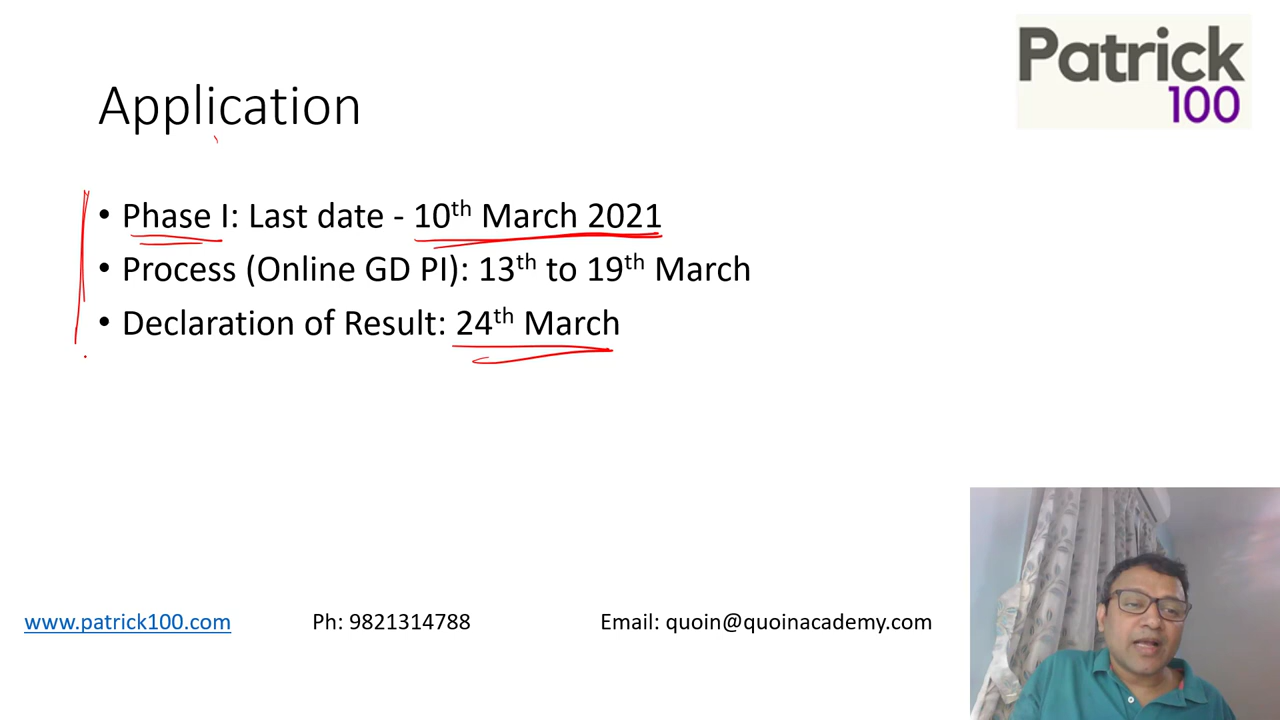 Patrick
100
Application
• Phase I: Last date - 10th March 2021
• Process (Online GD PI): 13th to 19th March
• Declaration of Result: 24th March
www.patrick100.com Ph: 9821314788 Email: quoin@quoinacademy.com